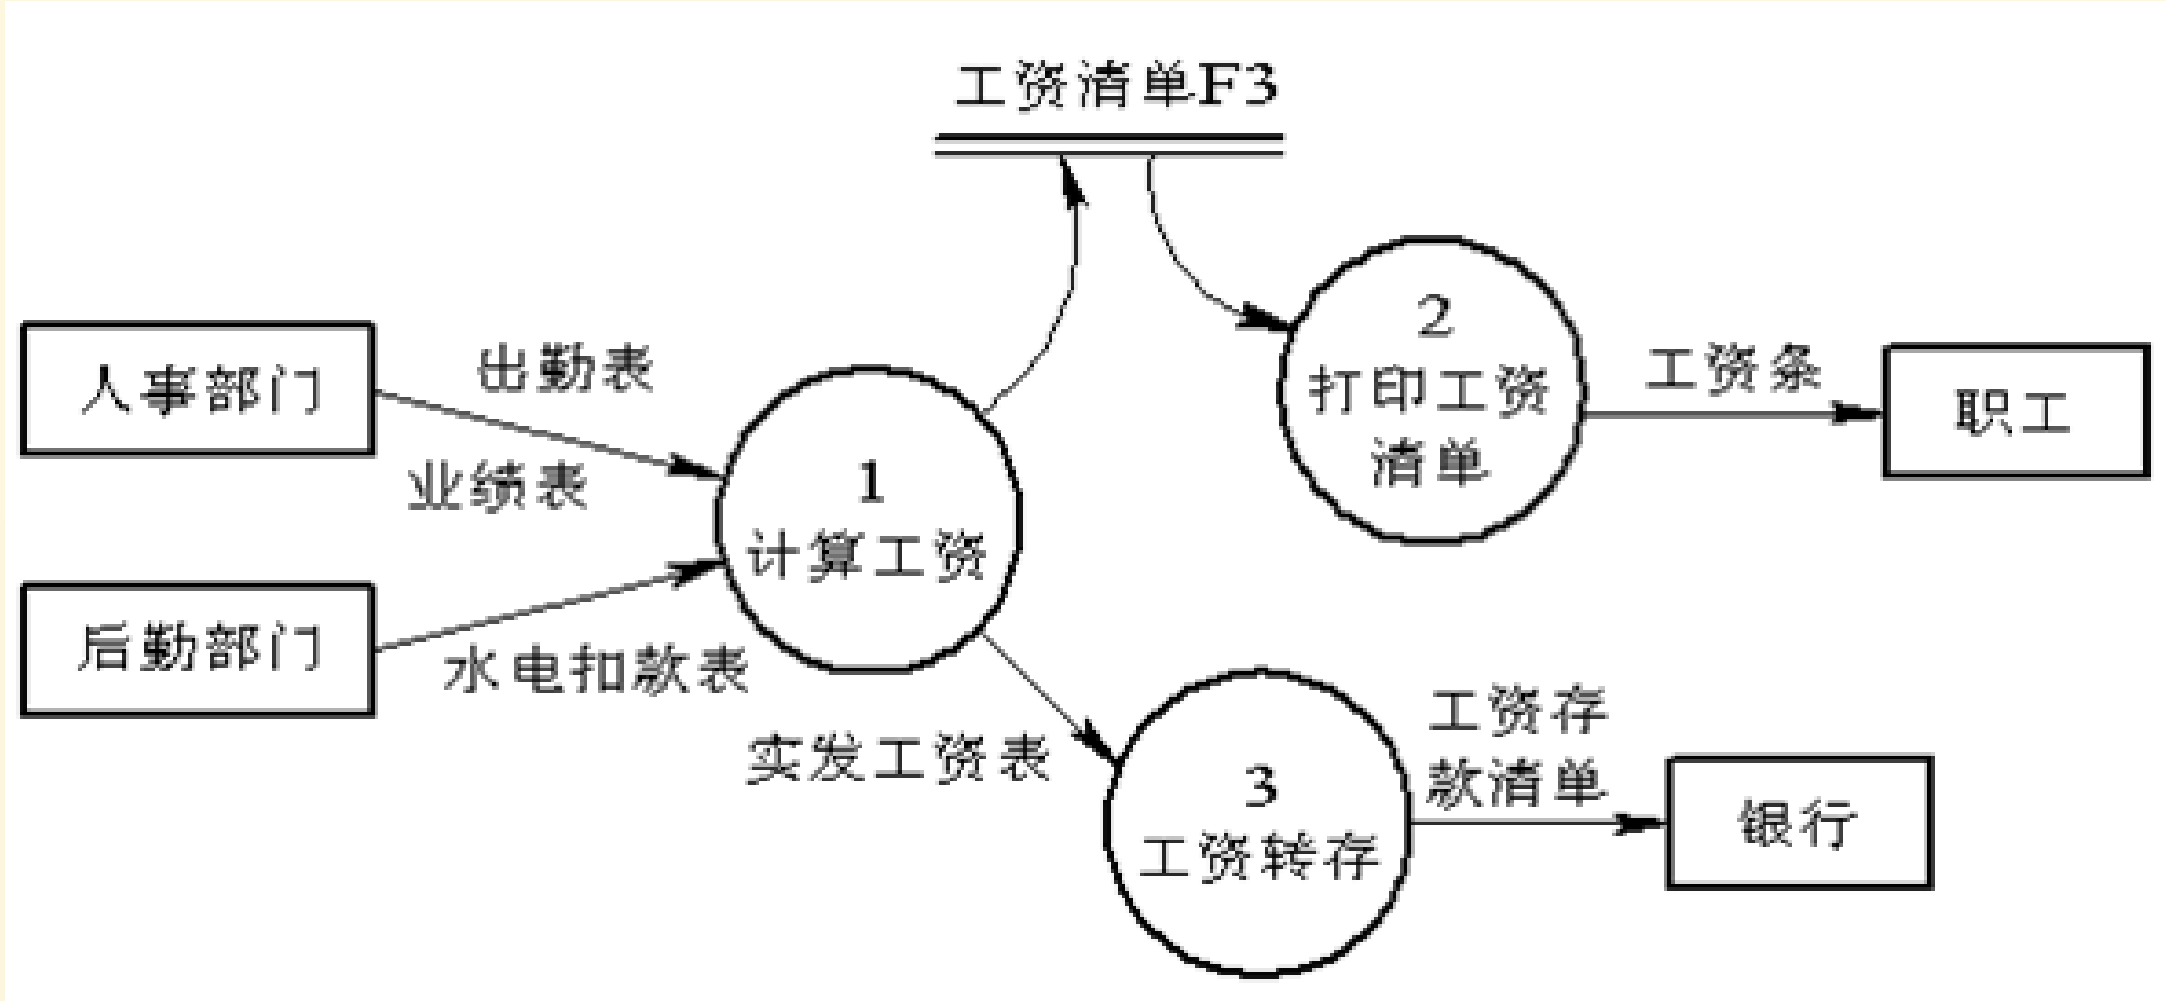 工资清单F3
人事部门
出勤表
业绩表
后勤部门
水电扣款表
1
计算工资
2
打印工资
清单
工资条
职工
实发工资表
3
工资转存
工资存
款清单
银行